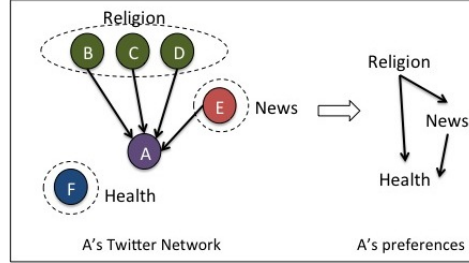 Religion
B C D
E News
A
F Health
A's Twitter Network
Religion
News
Health
A's preferences